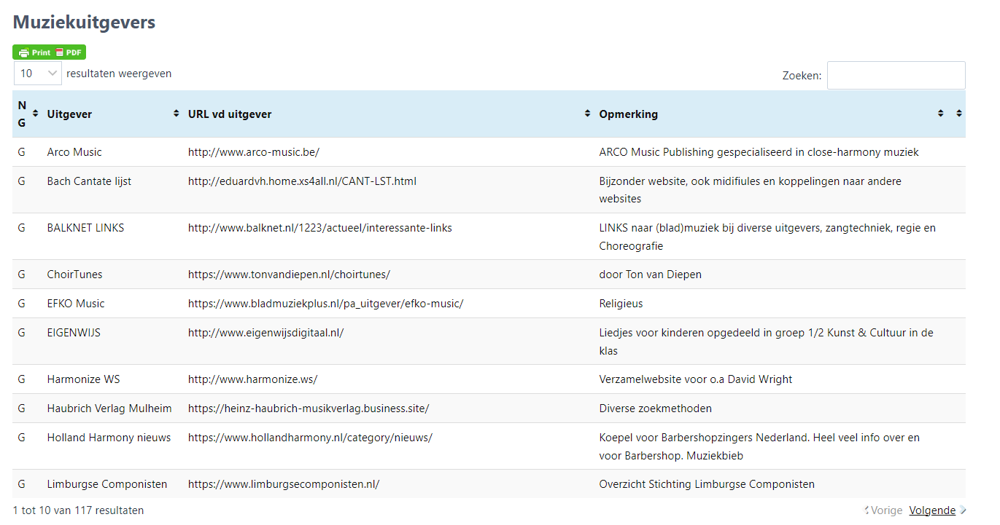 Muziekuitgevers
Print PDF
10 resultaten weergeven
Zoeken:
N G Uitgever URL vd uitgever Opmerking
G Arco Music http://www.arco-music.be/ ARCO Music Publishing gespecialiseerd in close-harmony muziek
G Bach Cantate lijst http://eduardvh.home.xs4all.nl/CANT-LST.html Bijzonder website, ook midifiules en koppelingen naar andere
websites
G BALKNET LINKS http://www.balknet.nl/1223/actueel/interessante-links LINKS naar (blad)muziek bij diverse uitgevers, zangtechniek, regie en
Choreografie
G ChoirTunes https://www.tonvandiepen.nl/choirtunes/ door Ton van Diepen
G EFKO Music https://www.bladmuziekplus.nl/pa_uitgever/efko-music/ Religieus
G EIGENWIJS http://www.eigenwijsdigitaal.nl/ Liedjes voor kinderen opgedeeld in groep 1/2 Kunst & Cultuur in de
klas
G Harmonize WS http://www.harmonize.ws/ Verzamelwebsite voor o.a David Wright
G Haubrich Verlag Mulheim https://heinz-haubrich-musikverlag.business.site/ Diverse zoekmethoden
G Holland Harmony nieuws https://www.hollandharmony.nl/category/nieuws/ Koepel voor Barbershopzingers Nederland. Heel veel info over en
voor Barbershop. Muziekbieb
G Limburgse Componisten https://www.limburgsecomponisten.nl/ Overzicht Stichting Limburgse Componisten
1 tot 10 van 117 resultaten
Vorige Volgende